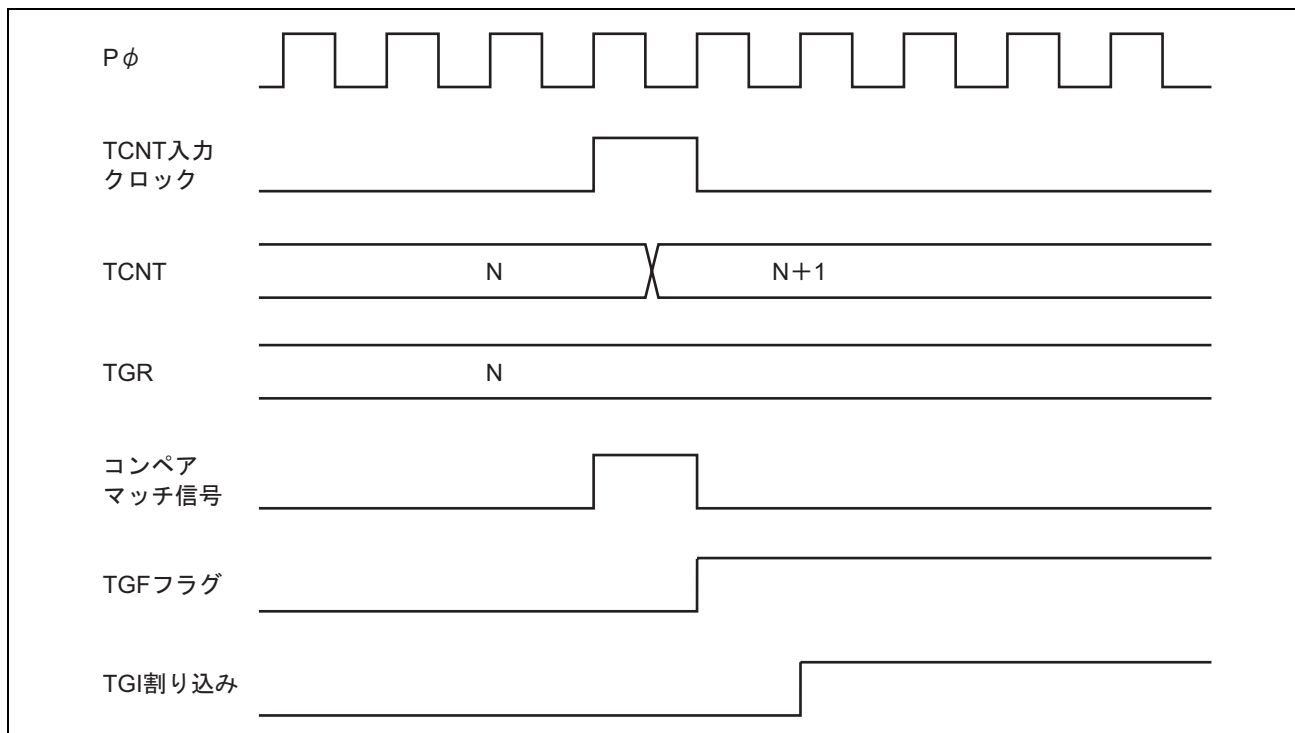 Pφ
TCNT入力
クロック
TCNT
N
N+1
TGR
N
コンペア
マッチ信号
TGFフラグ
TGI割り込み